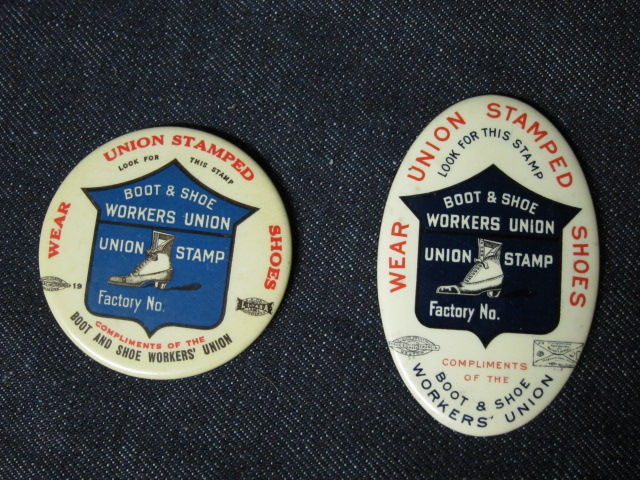 WEAR UNION STAMPED SHOES
LOOK FOR THIS STAMP
BOOT & SHOE
WORKERS UNION
UNION STAMP
Factory No.
19
COMPLIMENTS OF THE
BOOT AND SHOE WORKERS' UNION
WEAR UNION STAMPED SHOES
LOOK FOR THIS STAMP
BOOT & SHOE
WORKERS UNION
UNION STAMP
Factory No.
COMPLIMENTS
OF THE
BOOT & SHOE
WORKERS' UNION